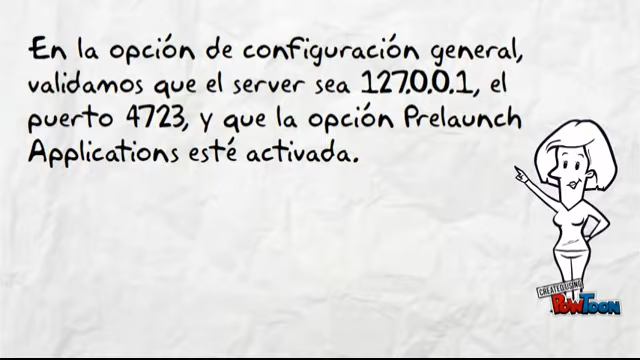 En la opción de configuración general,
validamos que el server sea 127.0.0.1, el
puerto 4723, y que la opción Prelaunch
Applications esté activada.
CREATED USING
POWTOON